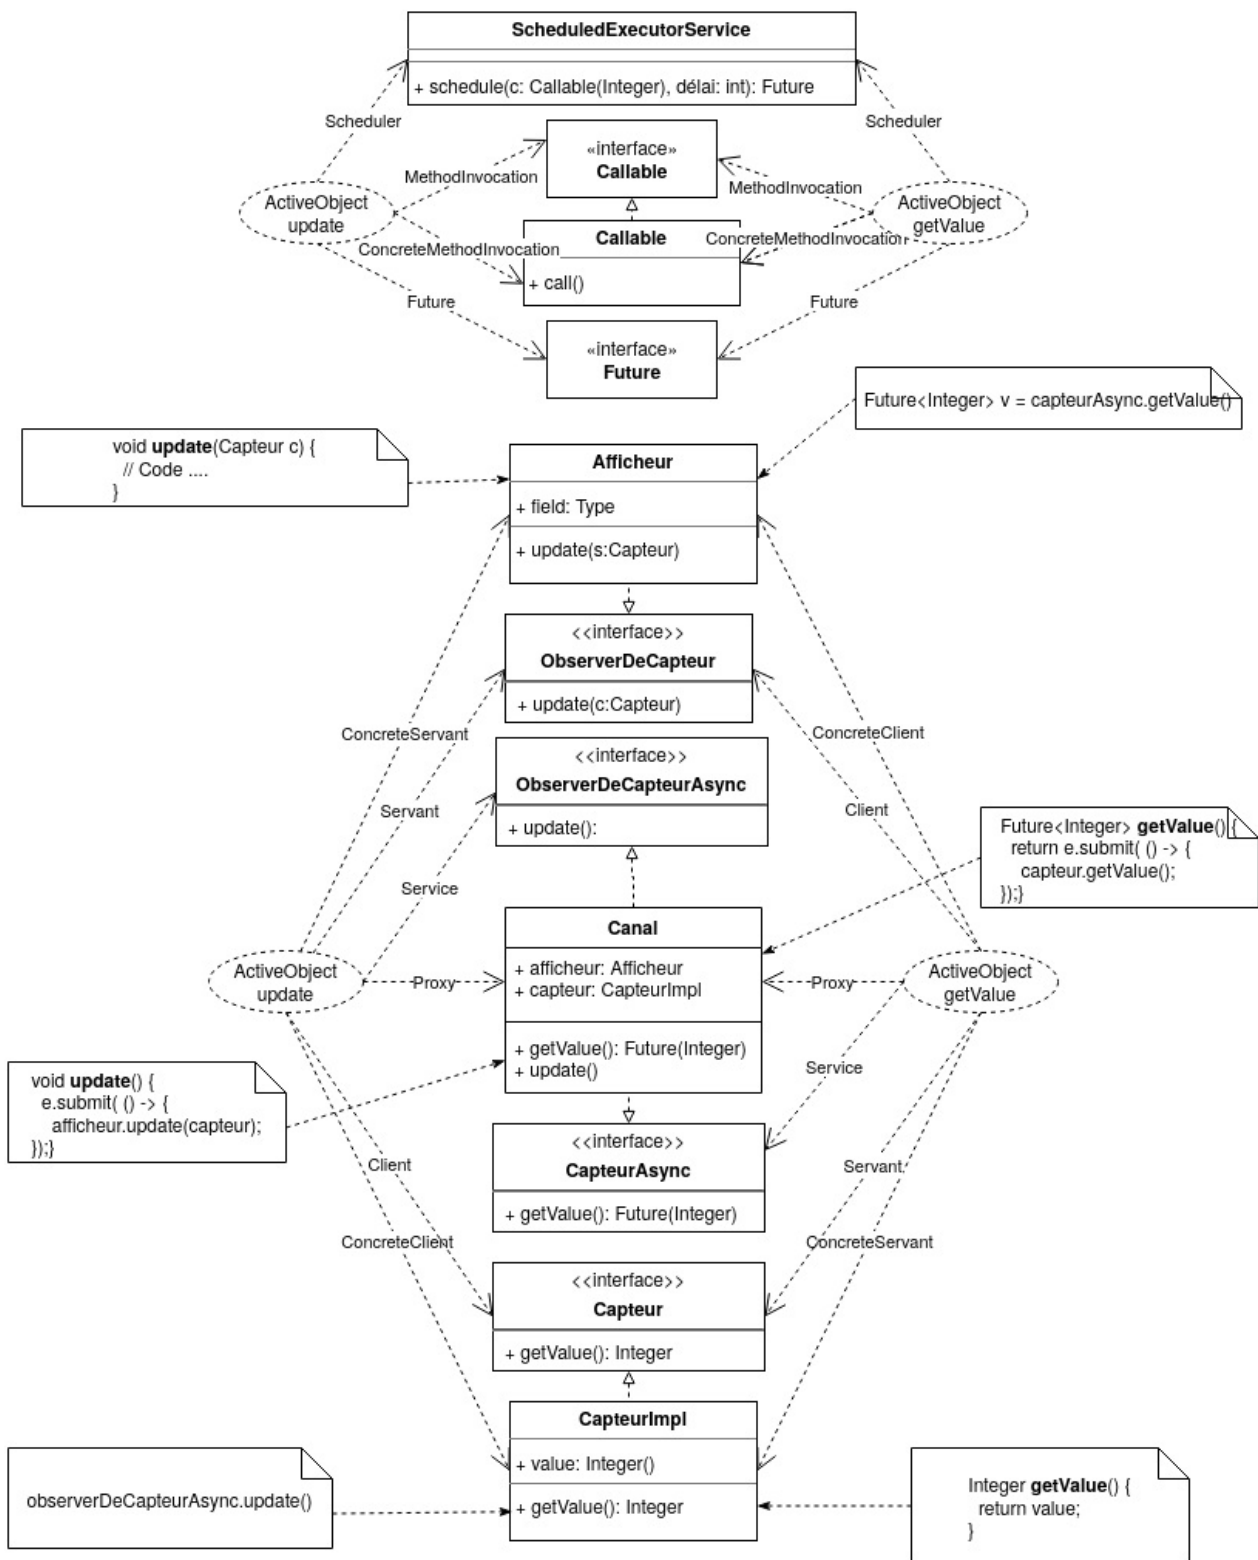 ScheduledExecutorService
+ schedule(c: Callable(Integer), délai: int): Future
Scheduler
Scheduler
«interface»
Callable
MethodInvocation
MethodInvocation
ActiveObject
update
ActiveObject
getValue
Callable
ConcreteMethodInvocation
ConcreteMethodInvocation
+ call()
Future
Future
«interface»
Future
Future<Integer> v = capteurAsync.getValue()
void update(Capteur c) {
// Code ....
}
Afficheur
+ field: Type
+ update(s:Capteur)
<<interface>>
ObserverDeCapteur
+ update(c:Capteur)
ConcreteServant
ConcreteClient
<<interface>>
ObserverDeCapteurAsync
+ update():
Servant
Client
Future<Integer> getValue() {
return e.submit( () -> {
capteur.getValue();
});}
Service
Canal
+ afficheur: Afficheur
+ capteur: CapteurImpl
+ getValue(): Future(Integer)
+ update()
ActiveObject
update
Proxy
Proxy
ActiveObject
getValue
Service
void update() {
e.submit( () -> {
afficheur.update(capteur);
});}
<<interface>>
CapteurAsync
+ getValue(): Future(Integer)
Client
Servant
ConcreteClient
ConcreteServant
<<interface>>
Capteur
+ getValue(): Integer
CapteurImpl
+ value: Integer()
+ getValue(): Integer
observerDeCapteurAsync.update()
Integer getValue() {
return value;
}